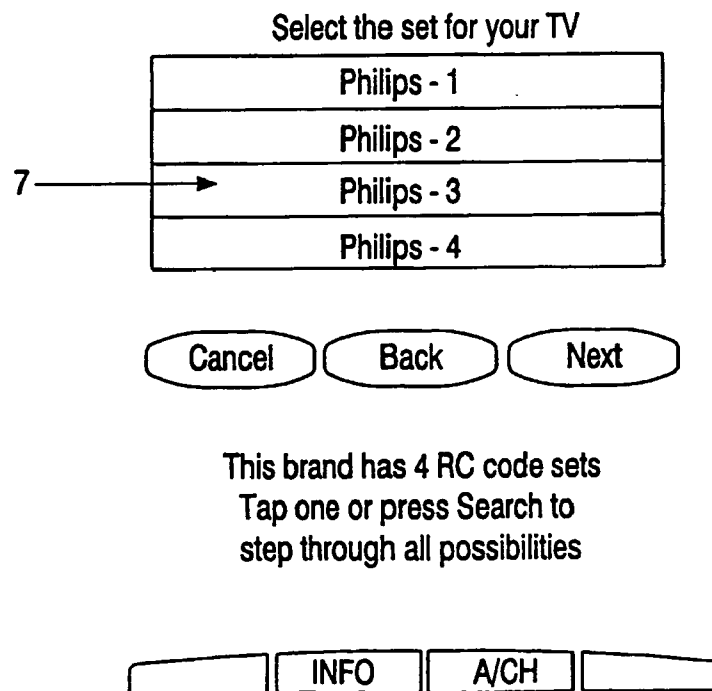 Select the set for your TV
Philips - 1
Philips - 2
7
Philips - 3
Philips - 4
Cancel Back Next
This brand has 4 RC code sets
Tap one or press Search to
step through all possibilities
INFO A/CH